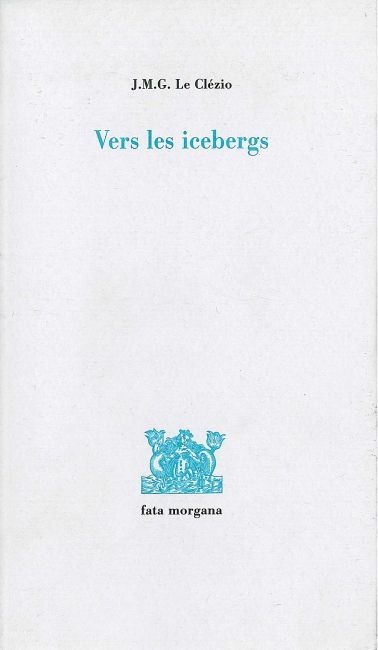 J.M.G. Le Clézio
Vers les icebergs
fata morgana